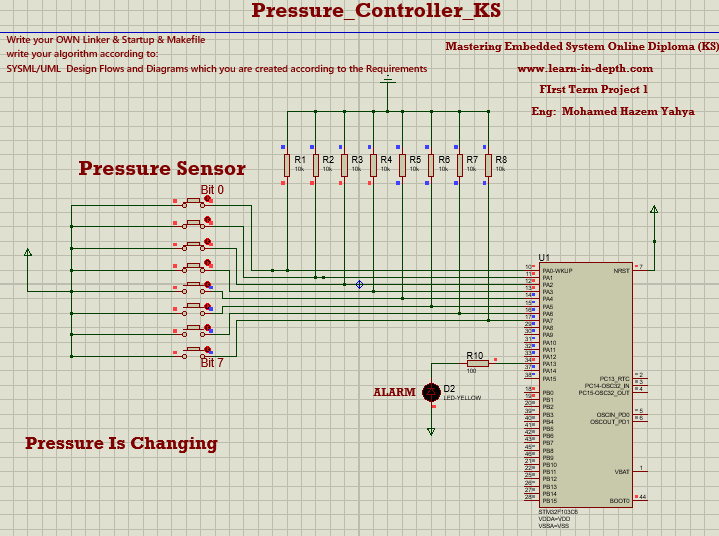 Pressure_Controller_KS
Write your OWN Linker & Startup & Makefile
write your algorithm according to:
SYSML/UML Design Flows and Diagrams which you are created according to the Requirements
Mastering Embedded System Online Diploma (KS)
www.learn-in-depth.com
FIrst Term Project 1
Eng: Mohamed Hazem Yahya
R1 R2 R3 R4 R5 R6 R7 R8
10k 10k 10k 10k 10k 10k 10k 10k
Pressure Sensor
Bit 0
Bit 7
U1
10 PA0-WKUP NRST 7
11 PA1
12 PA2
13 PA3
14 PA4
15 PA5
16 PA6
17 PA7
29 PA8
30 PA9
31 PA10
32 PA11
33 PA12
34 PA13
37 PA14
38 PA15
PC13_RTC 2
PC14-OSC32_IN 3
PC15-OSC32_OUT 4
18 PB0
19 PB1
20 PB2
39 PB3
40 PB4
41 PB5
42 PB6
43 PB7
45 PB8
46 PB9
21 PB10
22 PB11
25 PB12
26 PB13
27 PB14
28 PB15
OSCIN_PD0 5
OSCOUT_PD1 6
VBAT 1
BOOT0 44
STM32F103C6
VDDA=VDD
VSSA=VSS
R10
100
ALARM
D2
LED-YELLOW
Pressure Is Changing